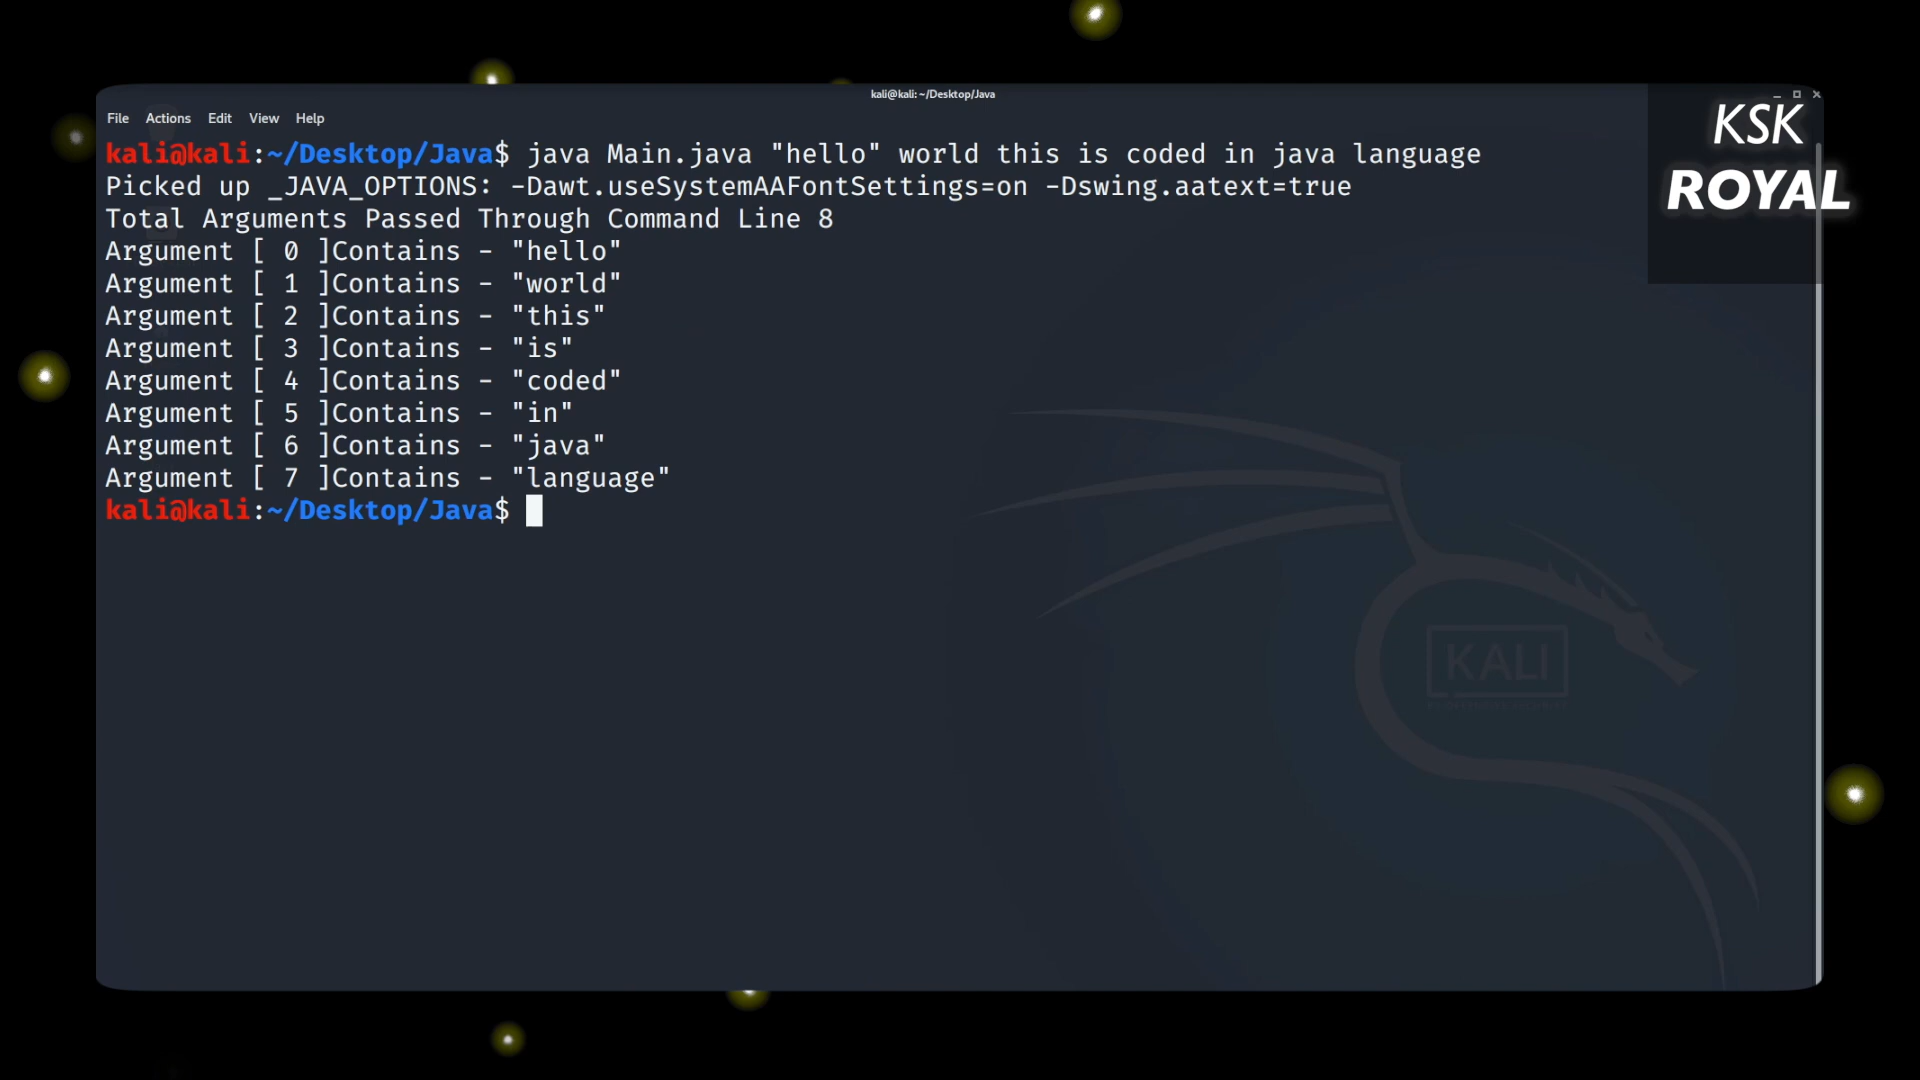 kali@kali: ~/Desktop/Java
File Actions Edit View Help
KSK
ROYAL
kali@kali:~/Desktop/Java$ java Main.java "hello" world this is coded in java language
Picked up _JAVA_OPTIONS: -Dawt.useSystemAAFontSettings=on -Dswing.aatext=true
Total Arguments Passed Through Command Line 8
Argument [ 0 ]Contains - "hello"
Argument [ 1 ]Contains - "world"
Argument [ 2 ]Contains - "this"
Argument [ 3 ]Contains - "is"
Argument [ 4 ]Contains - "coded"
Argument [ 5 ]Contains - "in"
Argument [ 6 ]Contains - "java"
Argument [ 7 ]Contains - "language"
kali@kali:~/Desktop/Java$
KALI